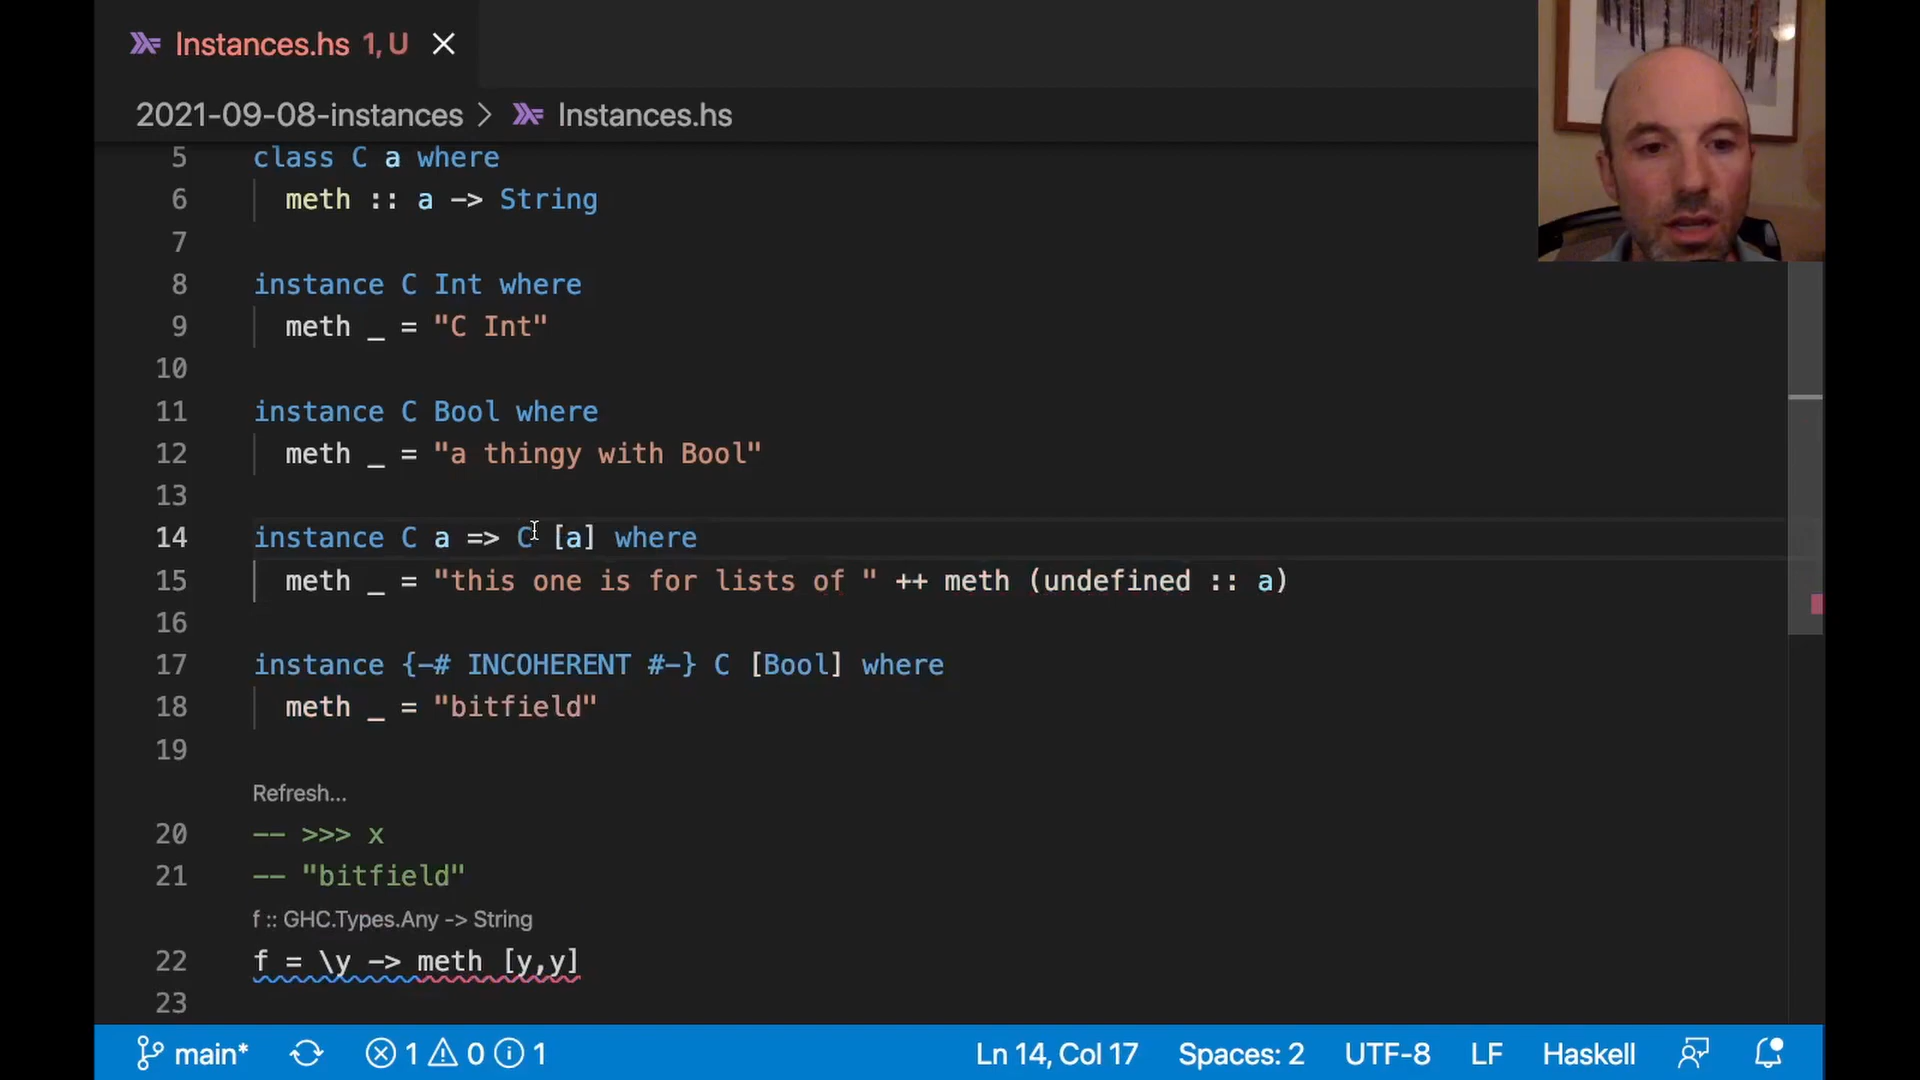 Instances.hs 1, U
2021-09-08-instances > Instances.hs
5 class C a where
6 meth :: a -> String
7
8 instance C Int where
9 meth _ = "C Int"
10
11 instance C Bool where
12 meth _ = "a thingy with Bool"
13
14 instance C a => C [a] where
15 meth _ = "this one is for lists of " ++ meth (undefined :: a)
16
17 instance {-# INCOHERENT #-} C [Bool] where
18 meth _ = "bitfield"
19
Refresh...
20 -- >>> x
21 -- "bitfield"
f :: GHC.Types.Any -> String
22 f = \y -> meth [y,y]
23
main* 1 0 1 Ln 14, Col 17 Spaces: 2 UTF-8 LF Haskell